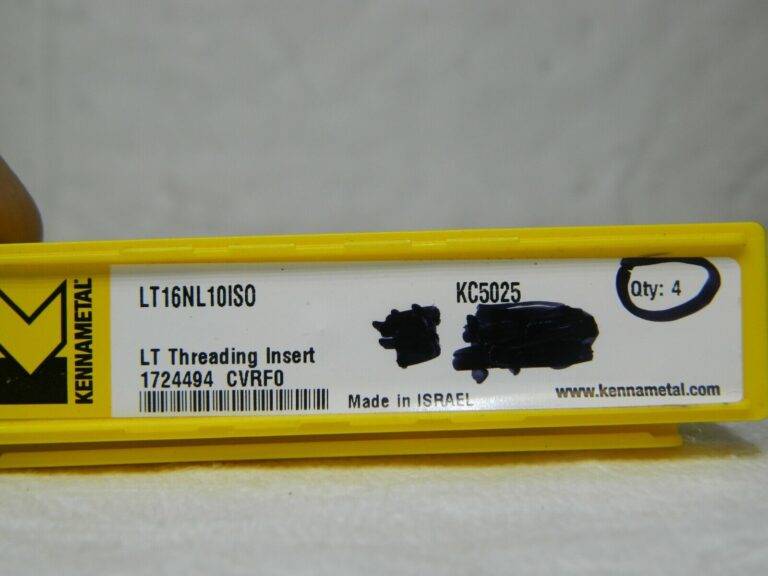 KENNAMETAL
LT16NL10ISO KC5025 Qty: 4
LT Threading Insert
1724494 CVRF0
Made in ISRAEL www.kennametal.com